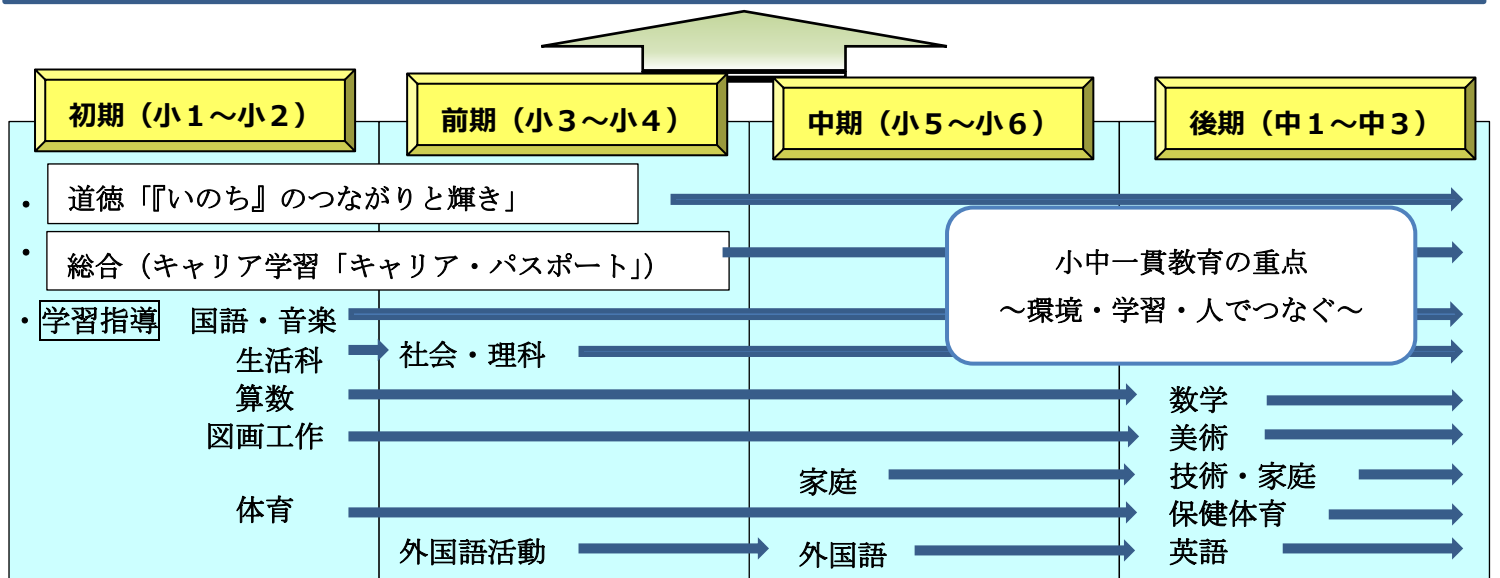 初期（小１～小２）
前期（小３～小４）
中期（小５～小６）
後期（中１～中３）
・ 道徳「『いのち』のつながりと輝き」
・ 総合（キャリア学習「キャリア・パスポート」）
小中一貫教育の重点
～環境・学習・人でつなぐ～
・学習指導 国語・音楽
生活科 社会・理科
算数 数学
図画工作 美術
家庭 技術・家庭
体育 保健体育
外国語活動 外国語 英語